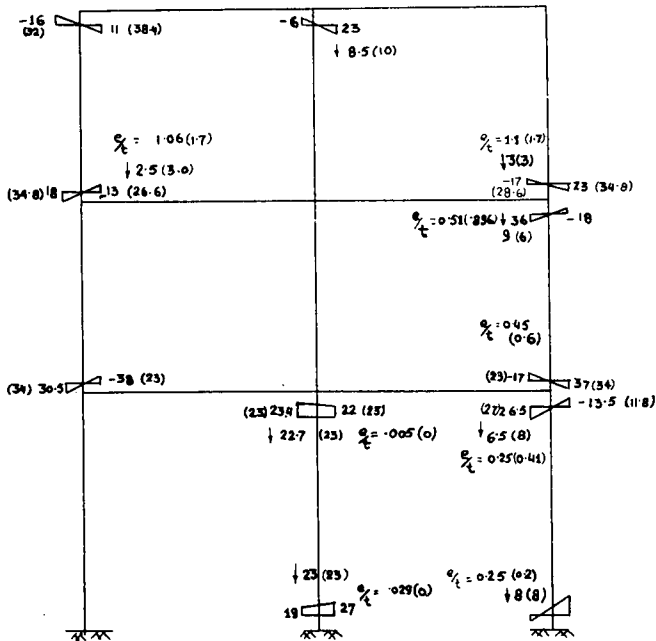 -16 (32) 11 (38.4)
-6 23
↓ 8.5 (10)
e/t = 1.06 (1.7)
↓ 2.5 (3.0)
(34.8) 18 -13 (26.6)
e/t = 1.1 (1.7)
↓ 3 (3)
-17 (28.6) 23 (34.8)
e/t = 0.51 (.896) ↓ 36 -18
9 (6)
e/t = 0.45 (0.6)
(34) 30.5 -38 (23)
(23) -17 37 (34)
(23) 23.4 22 (23)
26.5 -13.5 (11.8)
↓ 22.7 (23) e/t = .005 (0)
↓ 6.5 (8)
e/t = 0.25 (0.41)
↓ 23 (23)
e/t = .029 (0)
e/t = 0.25 (0.2)
↓ 8 (8)
19 27